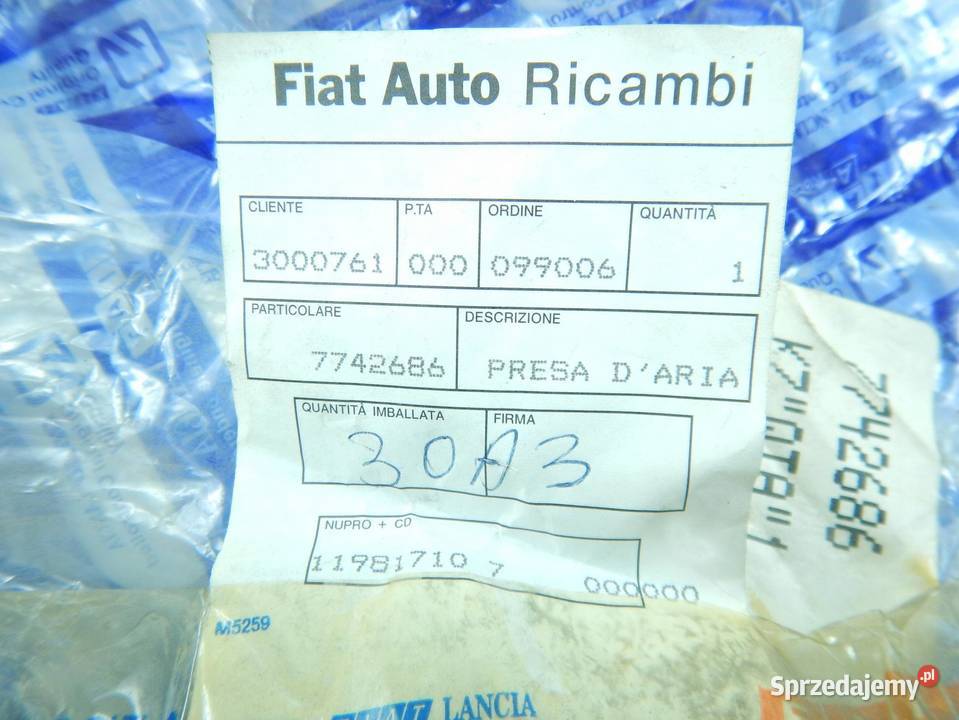 Fiat Auto Ricambi
CLIENTE P.TA ORDINE QUANTITÀ
3000761 000 099006 1
PARTICOLARE DESCRIZIONE
7742686 PRESA D'ARIA
QUANTITÀ IMBALLATA FIRMA
30A3
NUPRO + CD
11981710 7 000000
M5259
LANCIA
7742686
Sprzedajemy.pl